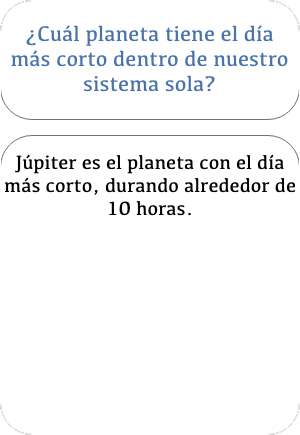 ¿Cuál planeta tiene el día
más corto dentro de nuestro
sistema sola?
Júpiter es el planeta con el día
más corto, durando alrededor de
10 horas.